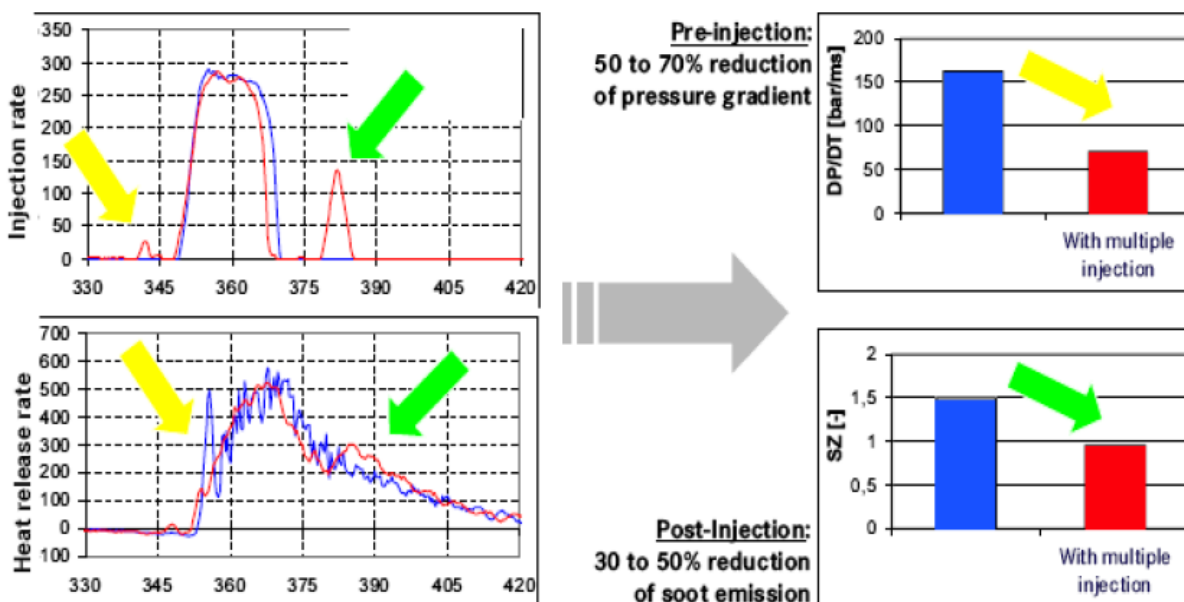 Injection rate
350
300
250
200
150
100
50
0
330 345 360 375 390 405 420
Heat release rate
700
600
500
400
300
200
100
0
100
330 345 360 375 390 405 420
Pre-injection:
50 to 70% reduction
of pressure gradient
Post-Injection:
30 to 50% reduction
of soot emission
DP/DT [bar/ms]
200
150
100
50
0
With multiple
injection
SZ [-]
2
1,5
1
0,5
0
With multiple
injection